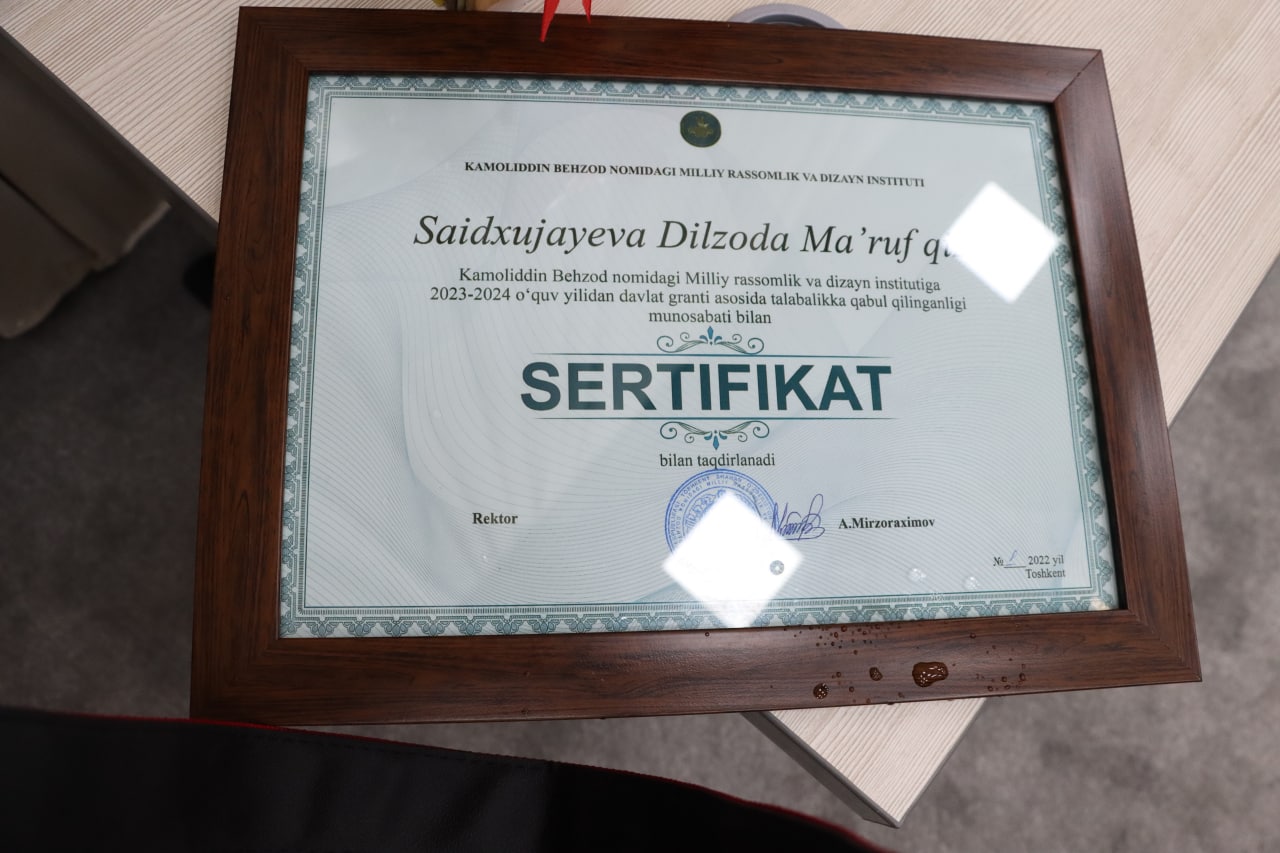 KAMOLIDDIN BEHZOD NOMIDAGI MILLIY RASSOMLIK VA DIZAYN INSTITUTI
Saidxujayeva Dilzoda Ma’ruf
Kamoliddin Behzod nomidagi Milliy rassomlik va dizayn institutiga
2023-2024 o‘quv yilidan davlat granti asosida talabalikka qabul qilinganligi
munosabati bilan
SERTIFIKAT
bilan taqdirlanadi
Rektor
A.Mirzoraximov
№ 2022 yil
Toshkent